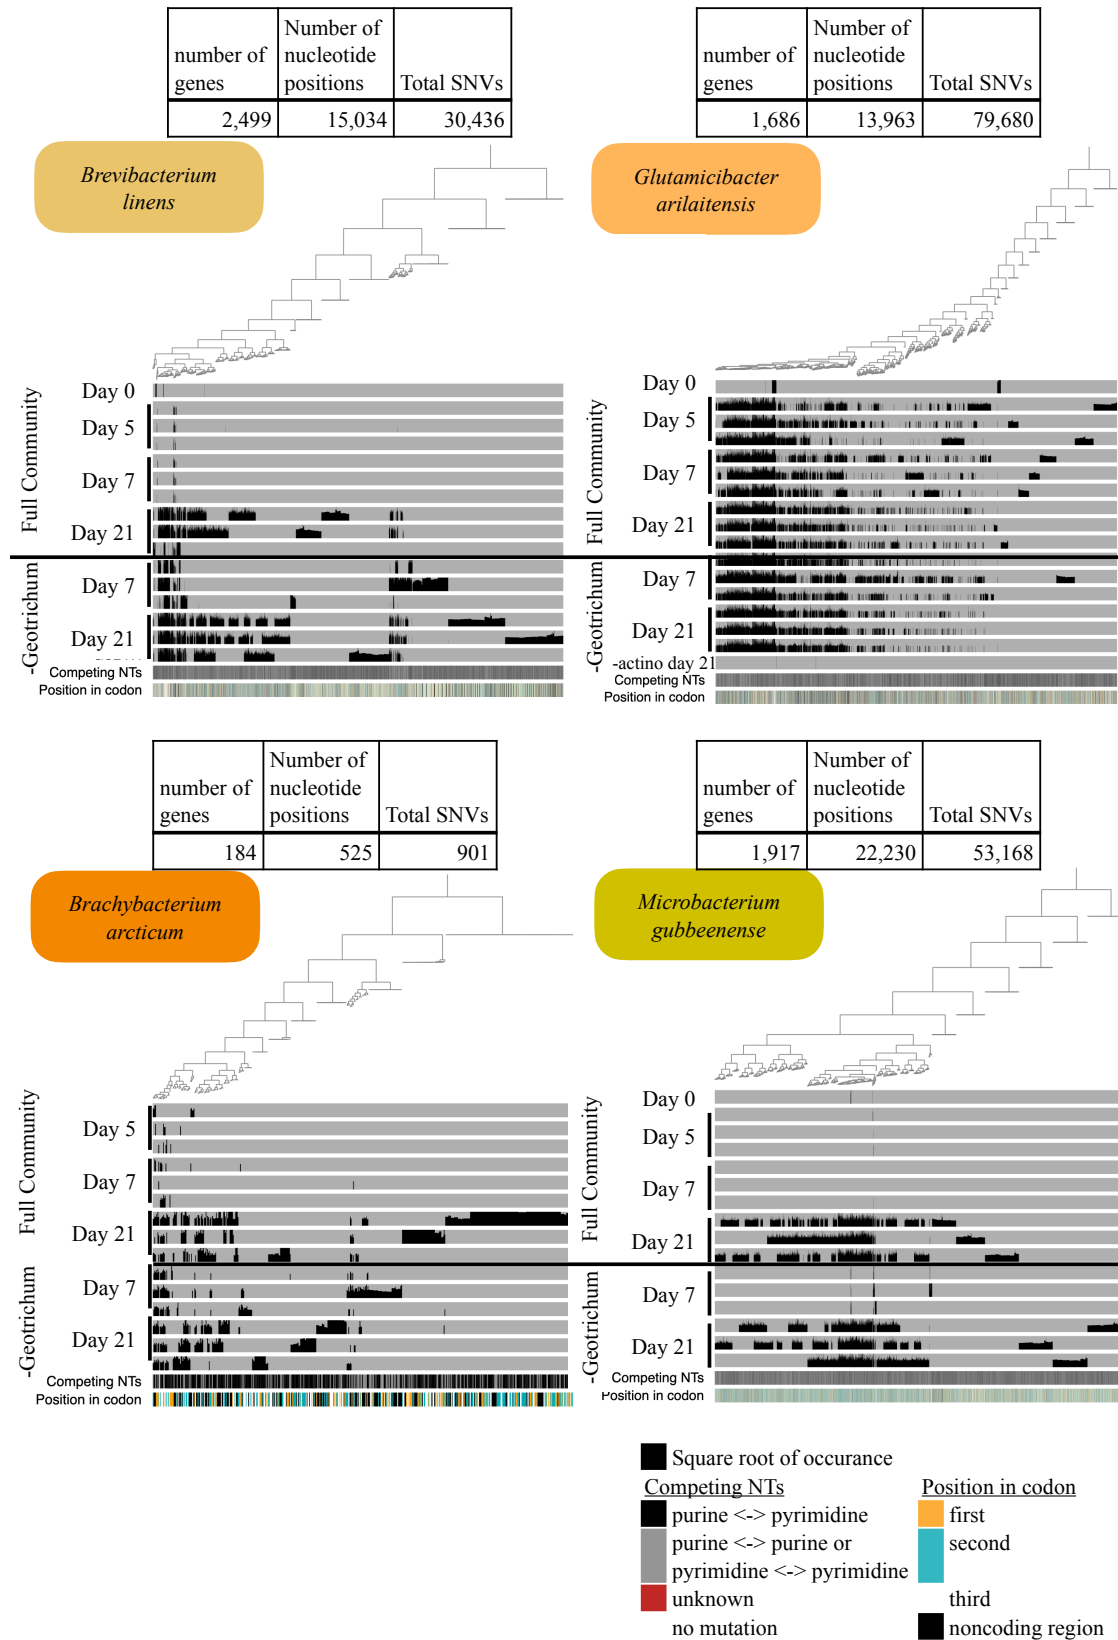 number of genes
Number of nucleotide positions
Total SNVs
2,499
15,034
30,436
Brevibacterium
linens
Day 0
Day 5
Day 7
Day 21
Full Community
Day 7
Day 21
-Geotrichum
Competing NTs
Position in codon
number of genes
Number of nucleotide positions
Total SNVs
1,686
13,963
79,680
Glutamicibacter
arilaitensis
Day 0
Day 5
Day 7
Day 21
Full Community
Day 7
Day 21
-Geotrichum
-actino day 21
Competing NTs
Position in codon
number of genes
Number of nucleotide positions
Total SNVs
184
525
901
Brachybacterium
arcticum
Day 5
Day 7
Day 21
Full Community
Day 7
Day 21
-Geotrichum
Competing NTs
Position in codon
number of genes
Number of nucleotide positions
Total SNVs
1,917
22,230
53,168
Microbacterium
gubbeenense
Day 0
Day 5
Day 7
Day 21
Full Community
Day 7
Day 21
-Geotrichum
Competing NTs
Position in codon
Square root of occurance
Competing NTs
purine <-> pyrimidine
purine <-> purine or
pyrimidine <-> pyrimidine
unknown
no mutation
Position in codon
first
second
third
noncoding region